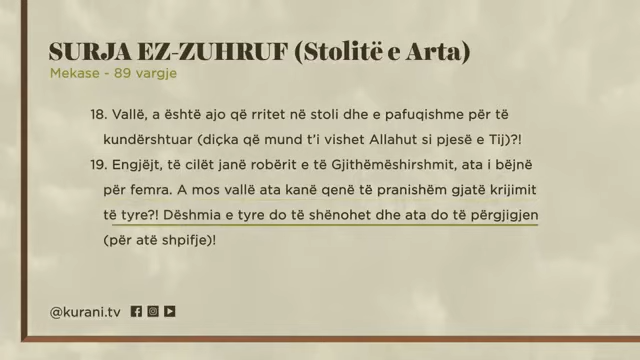 SURJA EZ-ZUHRUF (Stolitë e Arta)
Mekase - 89 vargje
18. Vallë, a është ajo që rritet në stoli dhe e pafuqishme për të
kundërshtuar (diçka që mund t'i vishet Allahut si pjesë e Tij)?!
19. Engjëjt, të cilët janë robërit e të Gjithëmëshirshmit, ata i bëjnë
për femra. A mos vallë ata kanë qenë të pranishëm gjatë krijimit
të tyre?! Dëshmia e tyre do të shënohet dhe ata do të përgjigjen
(për atë shpifje)!
@kurani.tv